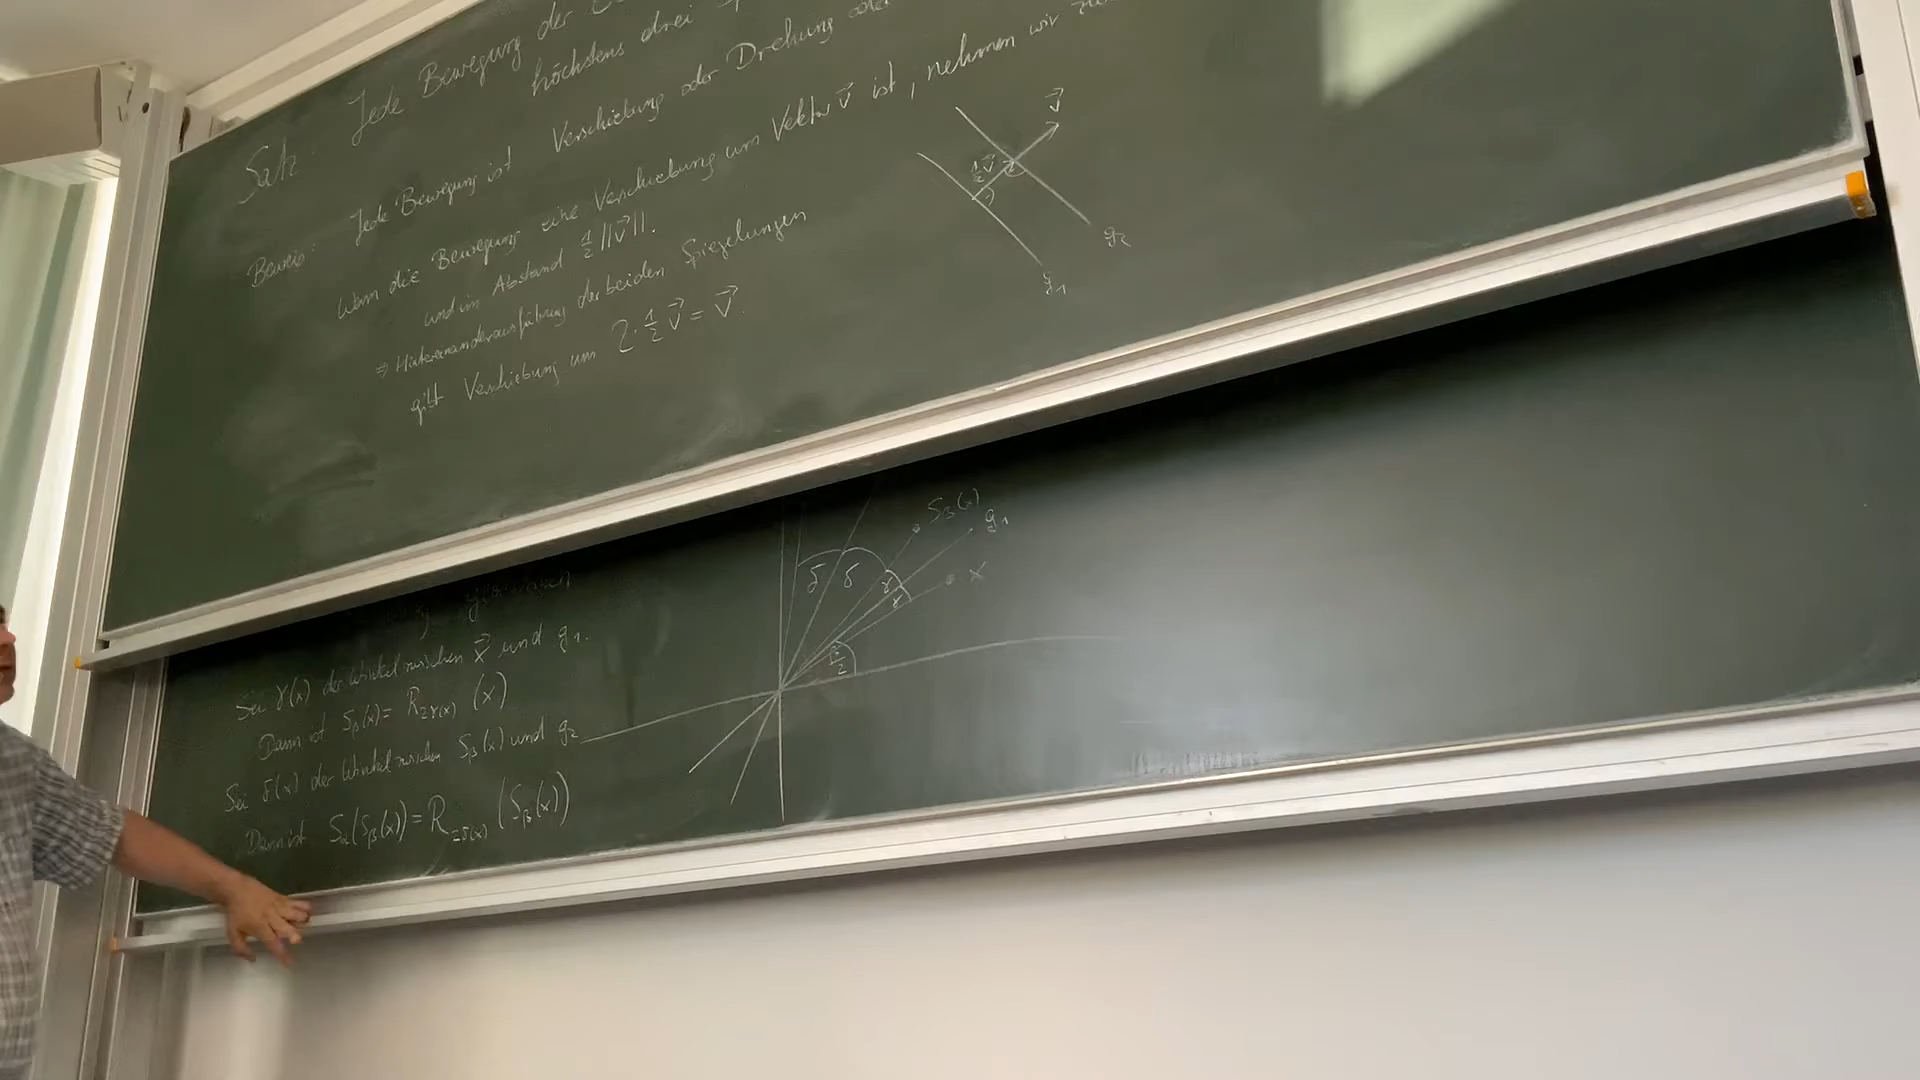 Satz: Jede Bewegung der
höchstens drei
Beweis: Jede Bewegung ist Verschiebung oder Drehung oder
Wenn die Bewegung eine Verschiebung um Vektor v⃗ ist, nehmen wir
und im Abstand 1/2 ||v⃗||.
⇒ Hintereinanderausführung der beiden Spiegelungen
gibt Verschiebung um 2·1/2 v⃗ = v⃗.
v⃗
1/2 v⃗
g₂
g₁
Sei γ(x) der Winkel zwischen x⃗ und g₁.
Dann ist S_β(x) = R_2γ(x) (x)
Sei δ(x) der Winkel zwischen S_β(x) und g₂
Dann ist S_α(S_β(x)) = R_2δ(x) (S_β(x))
S_β(x)
g₁
x
δ δ γ γ
β/2